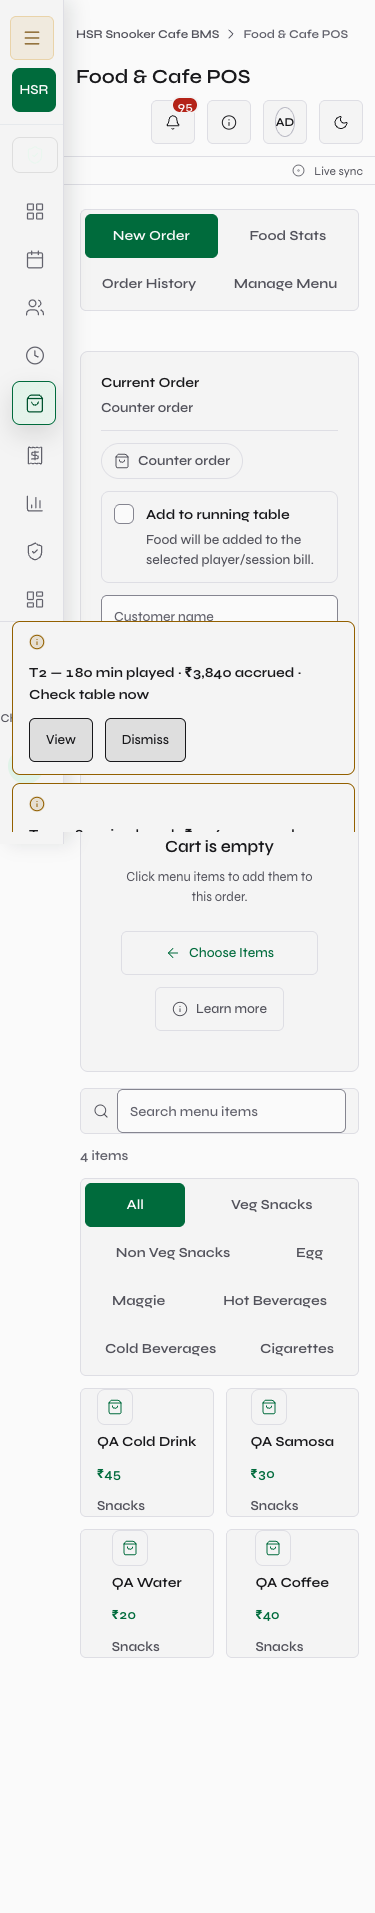 HSR Snooker Cafe BMS > Food & Cafe POS
HSR
Food & Cafe POS
95
AD
Live sync
New Order
Food Stats
Order History
Manage Menu
Current Order
Counter order
Counter order
Add to running table
Food will be added to the
selected player/session bill.
Customer name
T2 — 180 min played · ₹3,840 accrued ·
Check table now
View
Dismiss
Cart is empty
Click menu items to add them to
this order.
Choose Items
Learn more
Search menu items
4 items
All
Veg Snacks
Non Veg Snacks
Egg
Maggie
Hot Beverages
Cold Beverages
Cigarettes
QA Cold Drink
₹45
Snacks
QA Samosa
₹30
Snacks
QA Water
₹20
Snacks
QA Coffee
₹40
Snacks